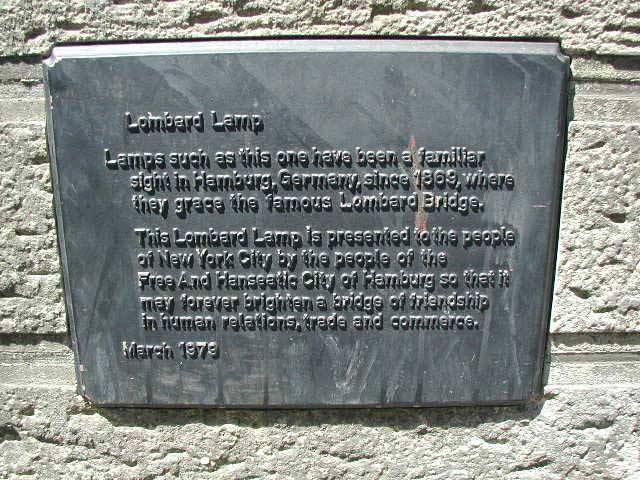 Lombard Lamp
Lamps such as this one have been a familiar
sight in Hamburg, Germany, since 1869, where
they grace the famous Lombard Bridge.
This Lombard Lamp is presented to the people
of New York City by the people of the
Free And Hanseatic City of Hamburg so that it
may forever brighten a bridge of friendship
in human relations, trade and commerce.
March 1979